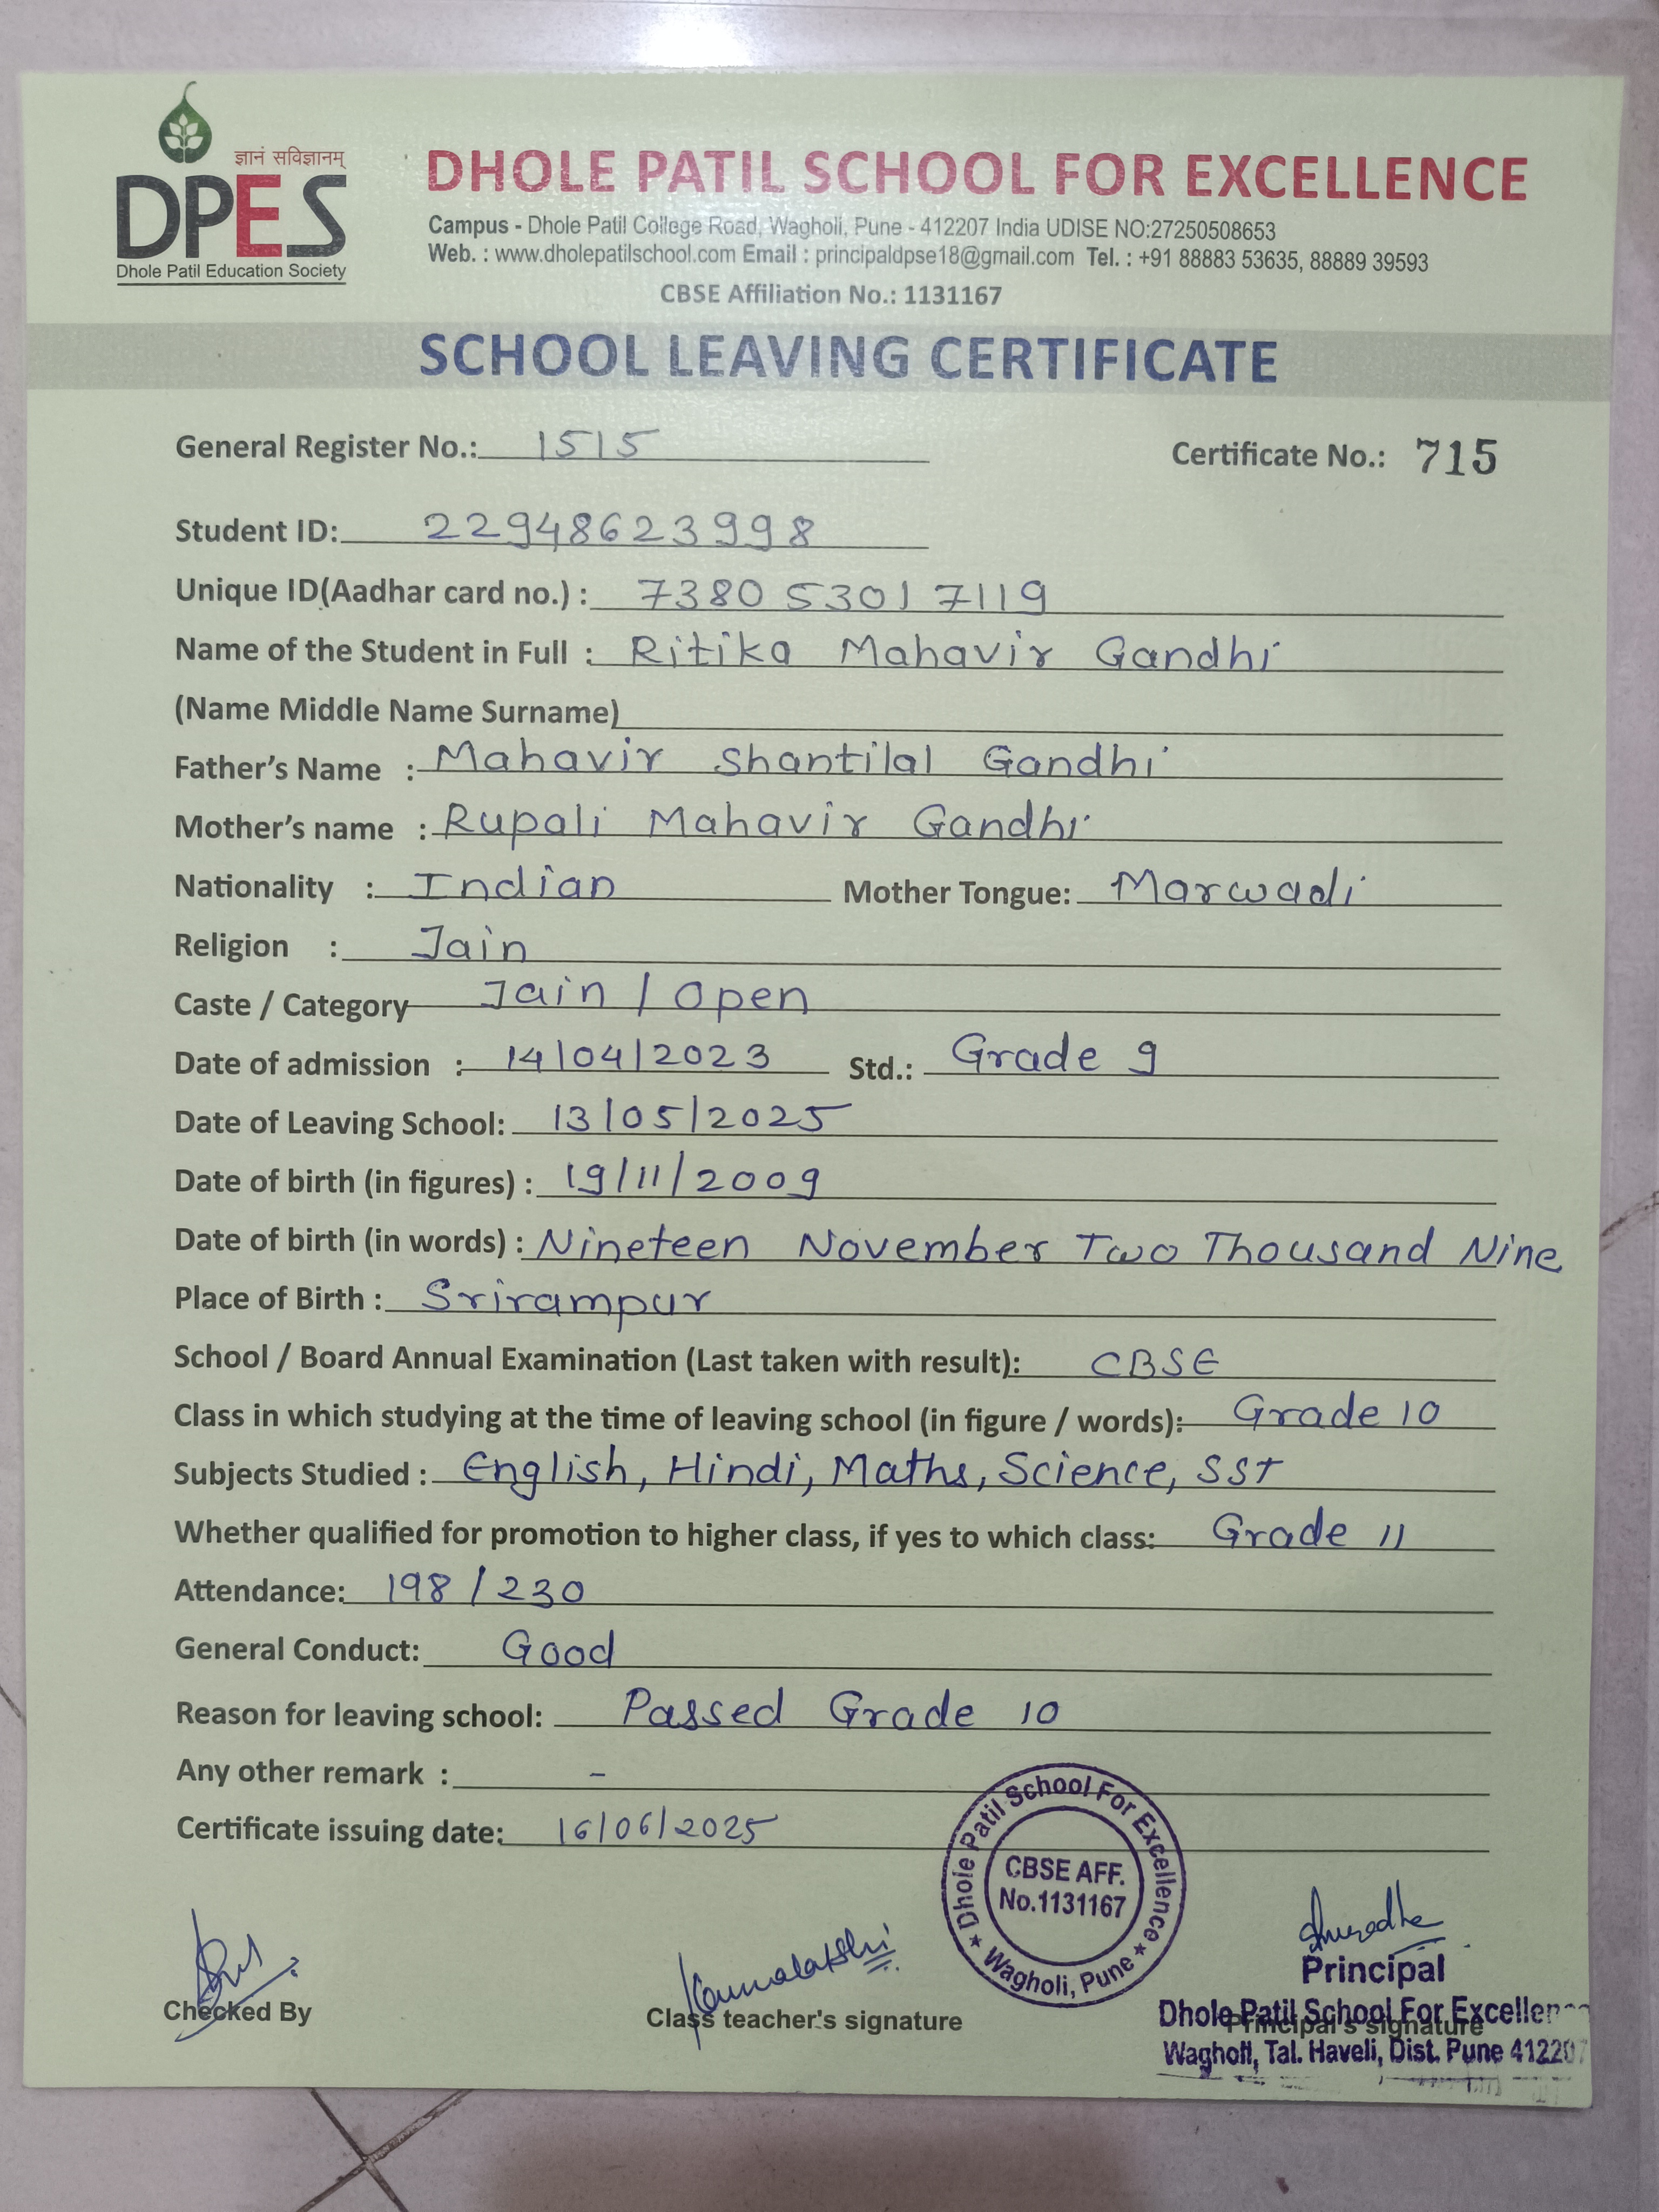 ज्ञानं सविज्ञानम्
DPES
Dhole Patil Education Society
DHOLE PATIL SCHOOL FOR EXCELLENCE
Campus - Dhole Patil College Road, Wagholi, Pune - 412207 India UDISE NO:27250508653
Web. : www.dholepatilschool.com Email : principaldpse18@gmail.com Tel. : +91 88883 53635, 88889 39593
CBSE Affiliation No.: 1131167
SCHOOL LEAVING CERTIFICATE
General Register No.: 1515 Certificate No.: 715
Student ID: 22948623998
Unique ID(Aadhar card no.) : 7380 5301 7119
Name of the Student in Full : Ritika Mahavir Gandhi
(Name Middle Name Surname)
Father's Name : Mahavir Shantilal Gandhi
Mother's name : Rupali Mahavir Gandhi
Nationality : Indian Mother Tongue: Marwadi
Religion : Jain
Caste / Category Jain / Open
Date of admission : 14/04/2023 Std.: Grade 9
Date of Leaving School: 13/05/2025
Date of birth (in figures) : 19/11/2009
Date of birth (in words) : Nineteen November Two Thousand Nine
Place of Birth : Srirampur
School / Board Annual Examination (Last taken with result): CBSE
Class in which studying at the time of leaving school (in figure / words): Grade 10
Subjects Studied : English, Hindi, Maths, Science, SST
Whether qualified for promotion to higher class, if yes to which class: Grade 11
Attendance: 198 / 230
General Conduct: Good
Reason for leaving school: Passed Grade 10
Any other remark : -
Certificate issuing date: 16/06/2025
Dhole Patil School For Excellence
CBSE AFF.
No.1131167
★ Wagholi, Pune ★
Checked By
Kamalakshi
Class teacher's signature
Anuradha
Principal
Dhole Patil School For Excellence
Principal's signature
Wagholi, Tal. Haveli, Dist. Pune 412207